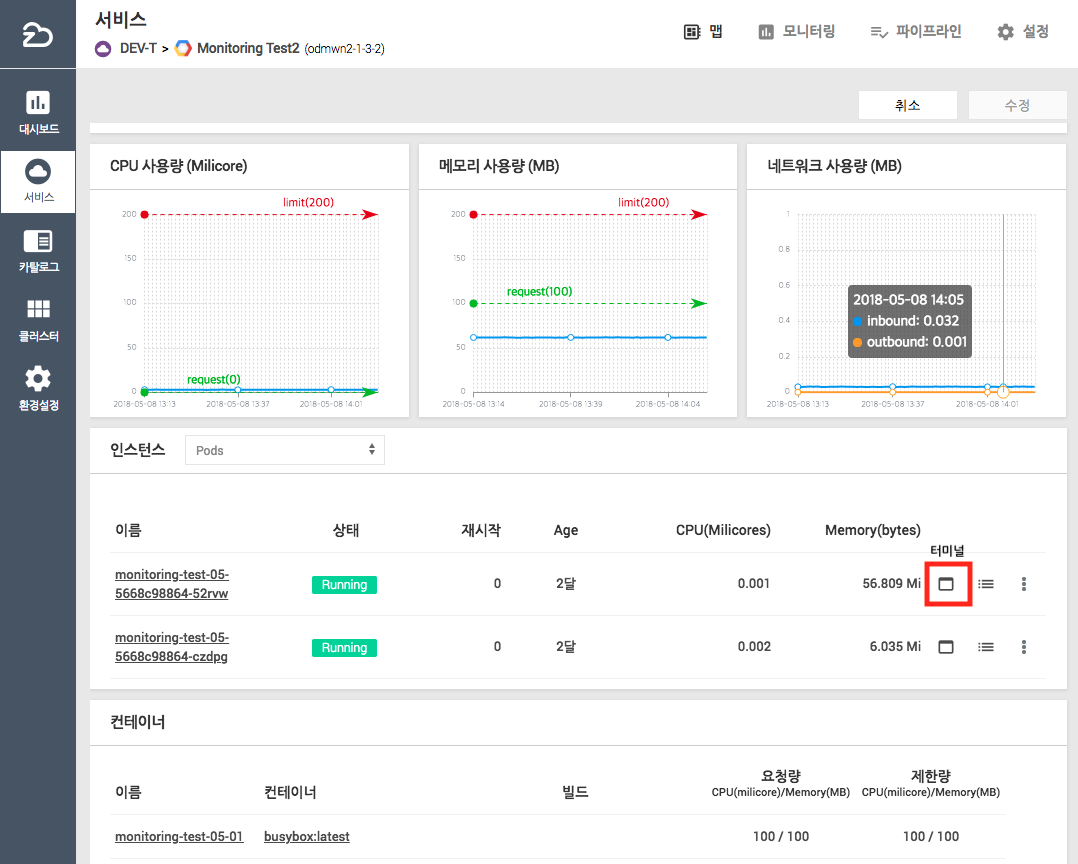 서비스
DEV-T > Monitoring Test2 (odmwn2-1-3-2)
맵
모니터링
파이프라인
설정
대시보드
서비스
카탈로그
클러스터
환경설정
취소
수정
CPU 사용량 (Milicore)
limit(200)
200
150
100
50
request(0)
0
2018-05-08 13:13
2018-05-08 13:37
2018-05-08 14:01
메모리 사용량 (MB)
limit(200)
200
150
request(100)
100
50
0
2018-05-08 13:14
2018-05-08 13:39
2018-05-08 14:04
네트워크 사용량 (MB)
1
0.8
0.6
0.4
0.2
0
2018-05-08 14:05
inbound: 0.032
outbound: 0.001
2018-05-08 13:13
2018-05-08 13:37
2018-05-08 14:01
인스턴스
Pods
이름 상태 재시작 Age CPU(Milicores) Memory(bytes)
터미널
monitoring-test-05-
5668c98864-52rvw
Running 0 2달 0.001 56.809 Mi
monitoring-test-05-
5668c98864-czdpg
Running 0 2달 0.002 6.035 Mi
컨테이너
이름 컨테이너 빌드
요청량
CPU(milicore)/Memory(MB)
제한량
CPU(milicore)/Memory(MB)
monitoring-test-05-01 busybox:latest 100 / 100 100 / 100